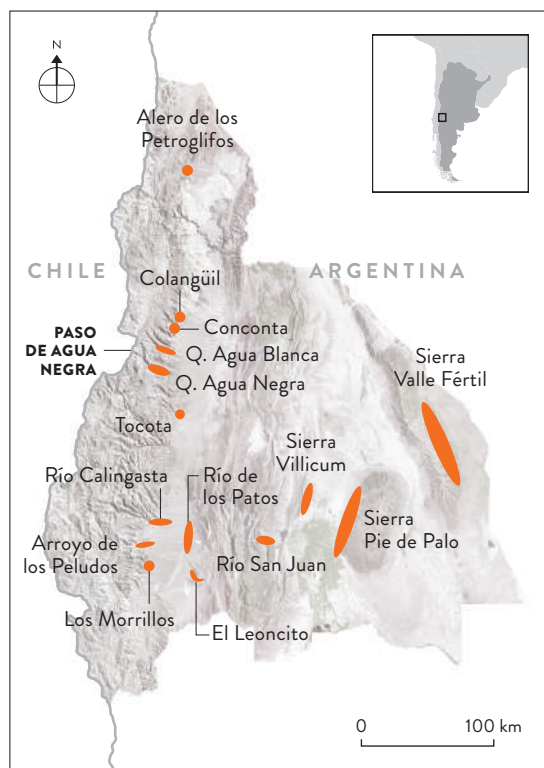 N
Alero de los
Petroglifos
CHILE
ARGENTINA
Colangüil
Conconta
PASO
DE AGUA
NEGRA
Q. Agua Blanca
Q. Agua Negra
Sierra
Valle Fértil
Tocota
Sierra
Villicum
Río Calingasta
Río de
los Patos
Sierra
Pie de Palo
Arroyo de
los Peludos
Río San Juan
Los Morrillos
El Leoncito
0
100 km